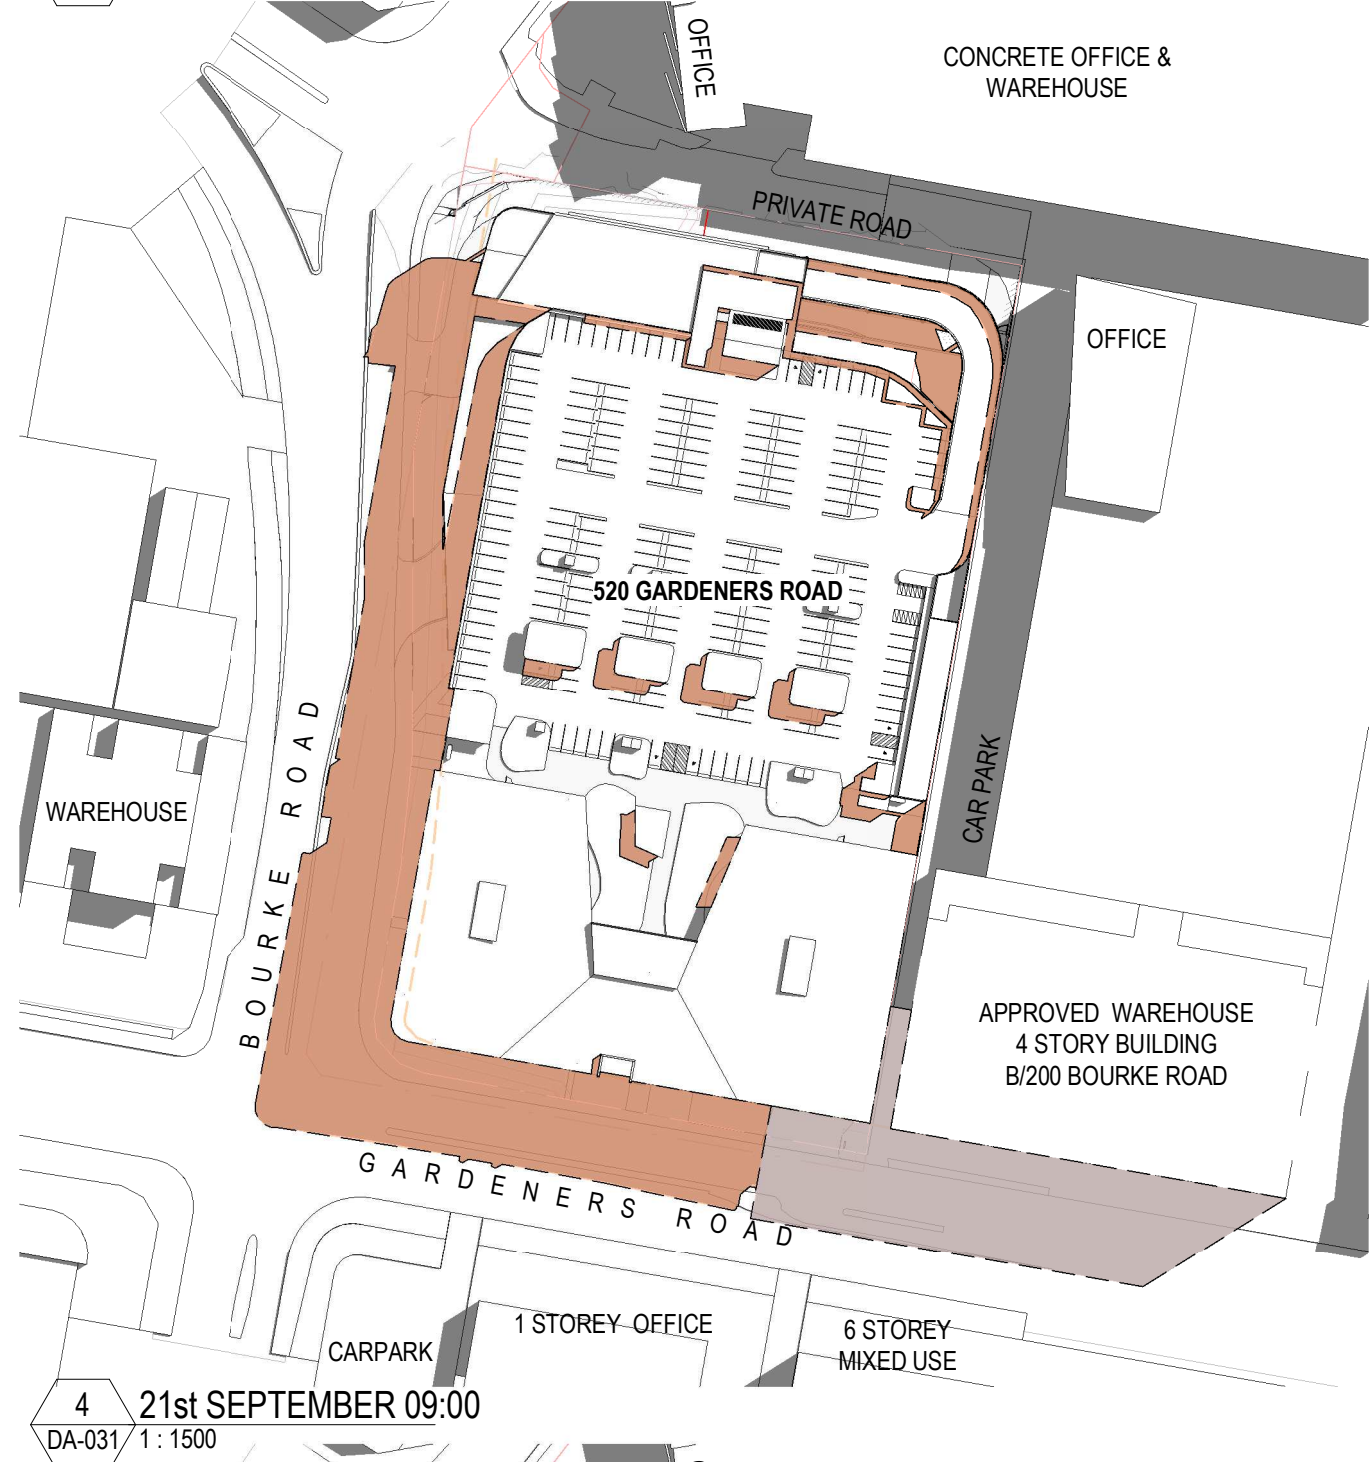 OFFICE
CONCRETE OFFICE &
WAREHOUSE
PRIVATE ROAD
OFFICE
520 GARDENERS ROAD
BOURKE ROAD
WAREHOUSE
CAR PARK
APPROVED WAREHOUSE
4 STORY BUILDING
B/200 BOURKE ROAD
GARDENERS ROAD
1 STOREY OFFICE
6 STOREY
MIXED USE
CARPARK
4
21st SEPTEMBER 09:00
DA-031
1 : 1500